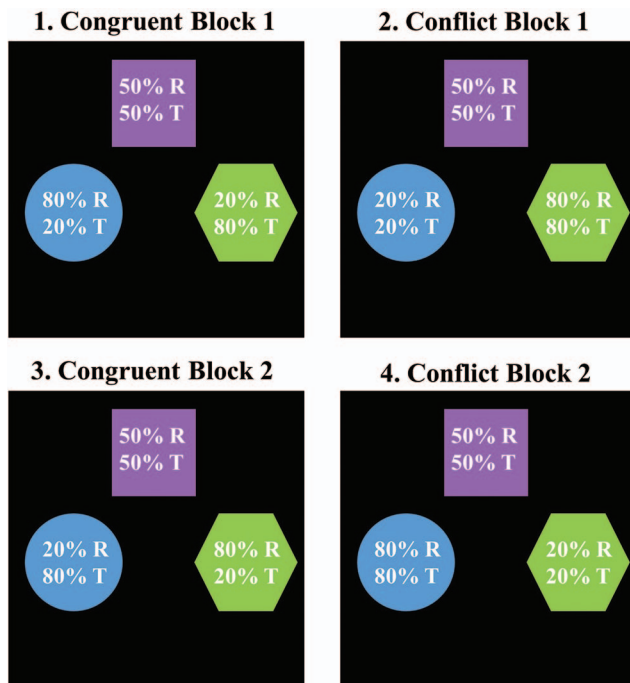 1. Congruent Block 1
50% R
50% T
80% R
20% T
20% R
80% T
2. Conflict Block 1
50% R
50% T
20% R
20% T
80% R
80% T
3. Congruent Block 2
50% R
50% T
20% R
80% T
80% R
20% T
4. Conflict Block 2
50% R
50% T
80% R
80% T
20% R
20% T